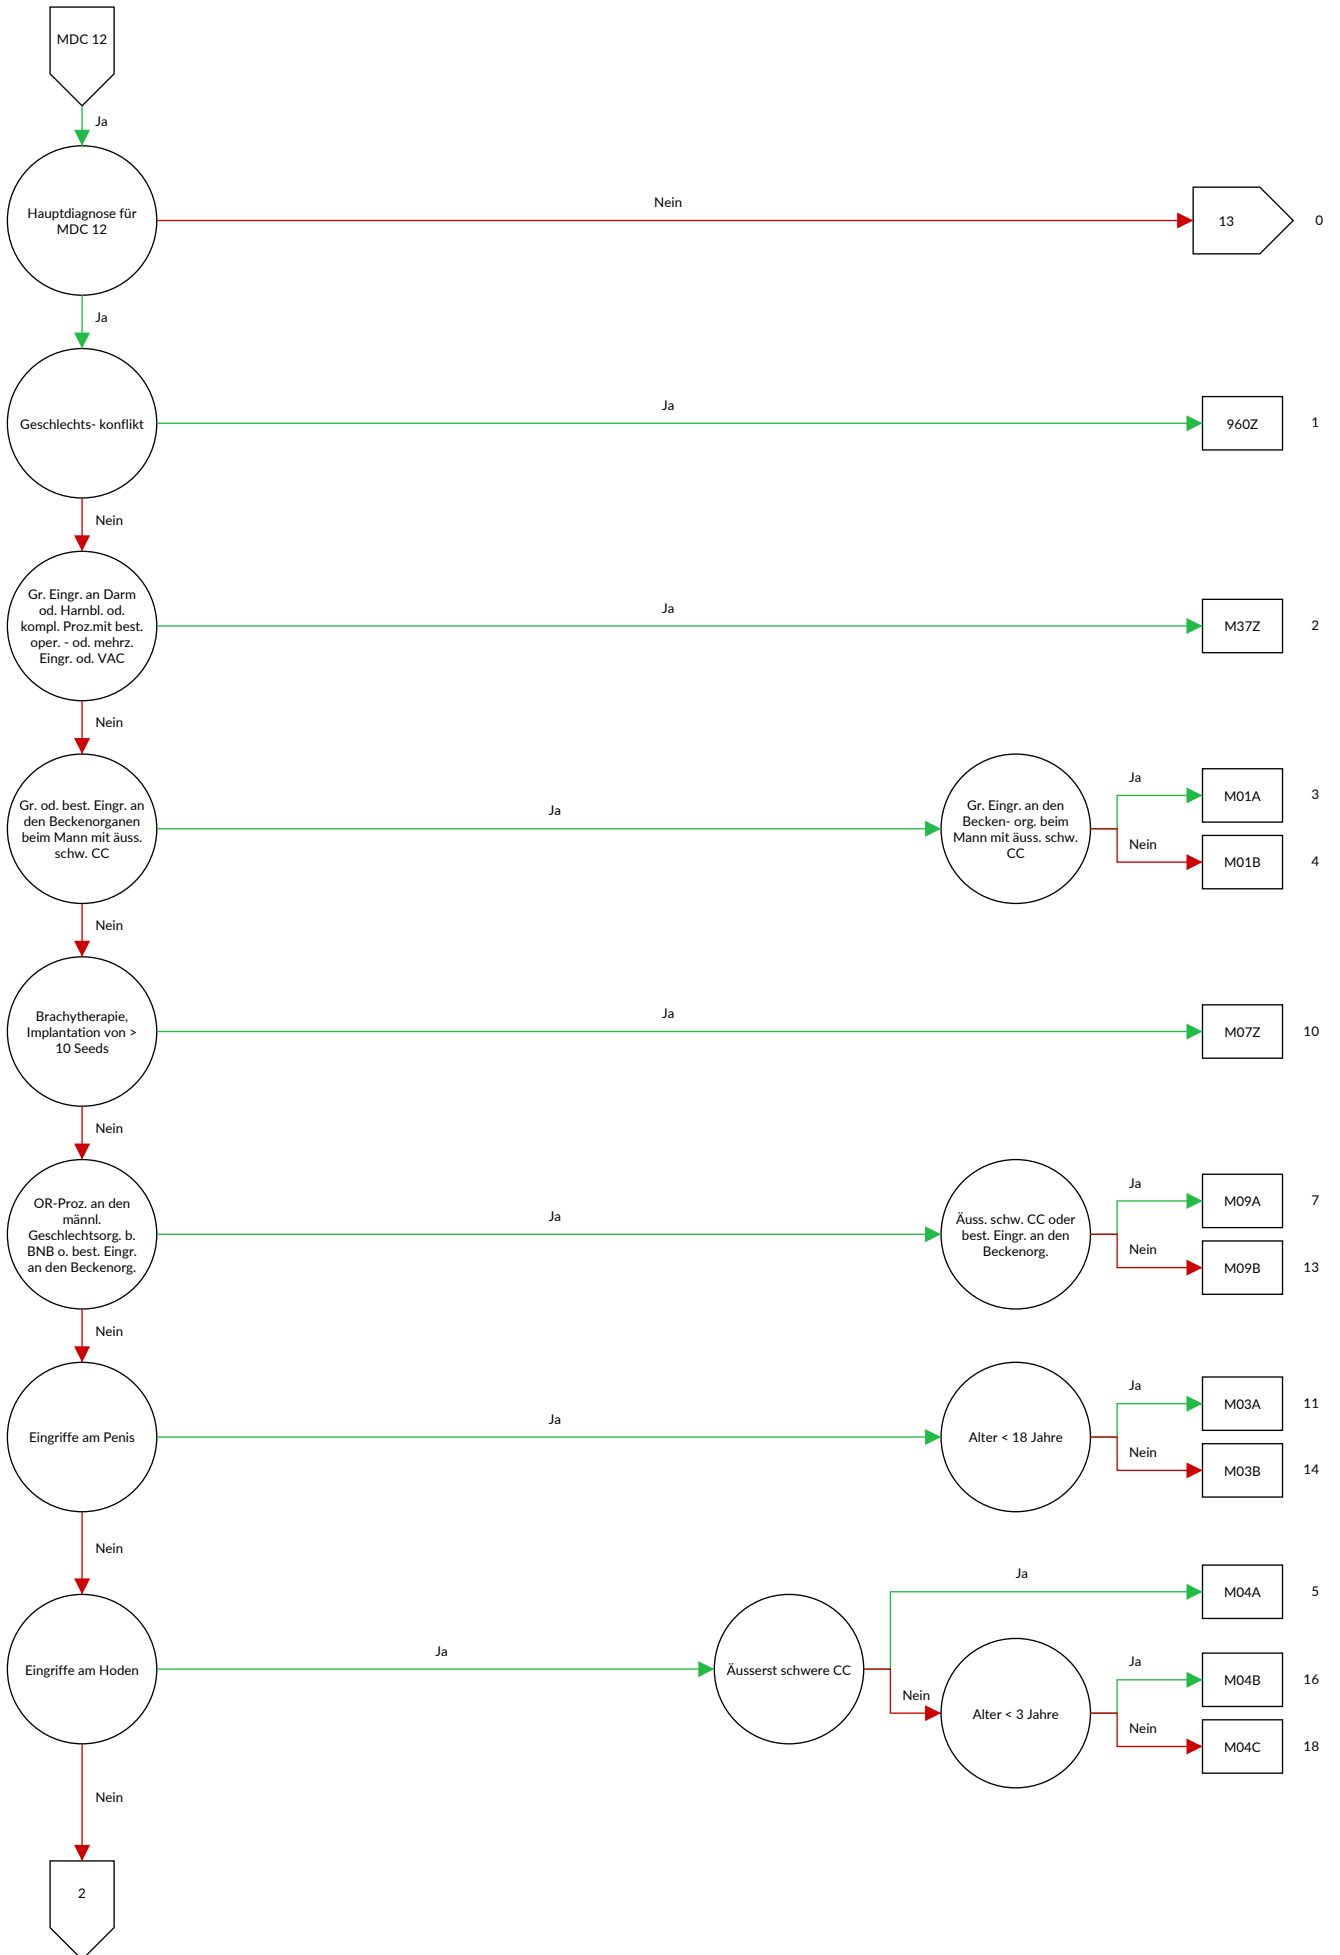 MDC 12
Ja
Hauptdiagnose für
MDC 12
Nein
13
0
Ja
Geschlechts- konflikt
Ja
960Z
1
Nein
Gr. Eingr. an Darm
od. Harnbl. od.
kompl. Proz.mit best.
oper. - od. mehrz.
Eingr. od. VAC
Ja
M37Z
2
Nein
Gr. od. best. Eingr. an
den Beckenorganen
beim Mann mit äuss.
schw. CC
Ja
Gr. Eingr. an den
Becken- org. beim
Mann mit äuss. schw.
CC
Ja
M01A
3
Nein
M01B
4
Nein
Brachytherapie,
Implantation von >
10 Seeds
Ja
M07Z
10
Nein
OR-Proz. an den
männl.
Geschlechtsorg. b.
BNB o. best. Eingr.
an den Beckenorg.
Ja
Äuss. schw. CC oder
best. Eingr. an den
Beckenorg.
Ja
M09A
7
Nein
M09B
13
Nein
Eingriffe am Penis
Ja
Alter < 18 Jahre
Ja
M03A
11
Nein
M03B
14
Nein
Eingriffe am Hoden
Ja
Äusserst schwere CC
Ja
M04A
5
Nein
Alter < 3 Jahre
Ja
M04B
16
Nein
M04C
18
Nein
2